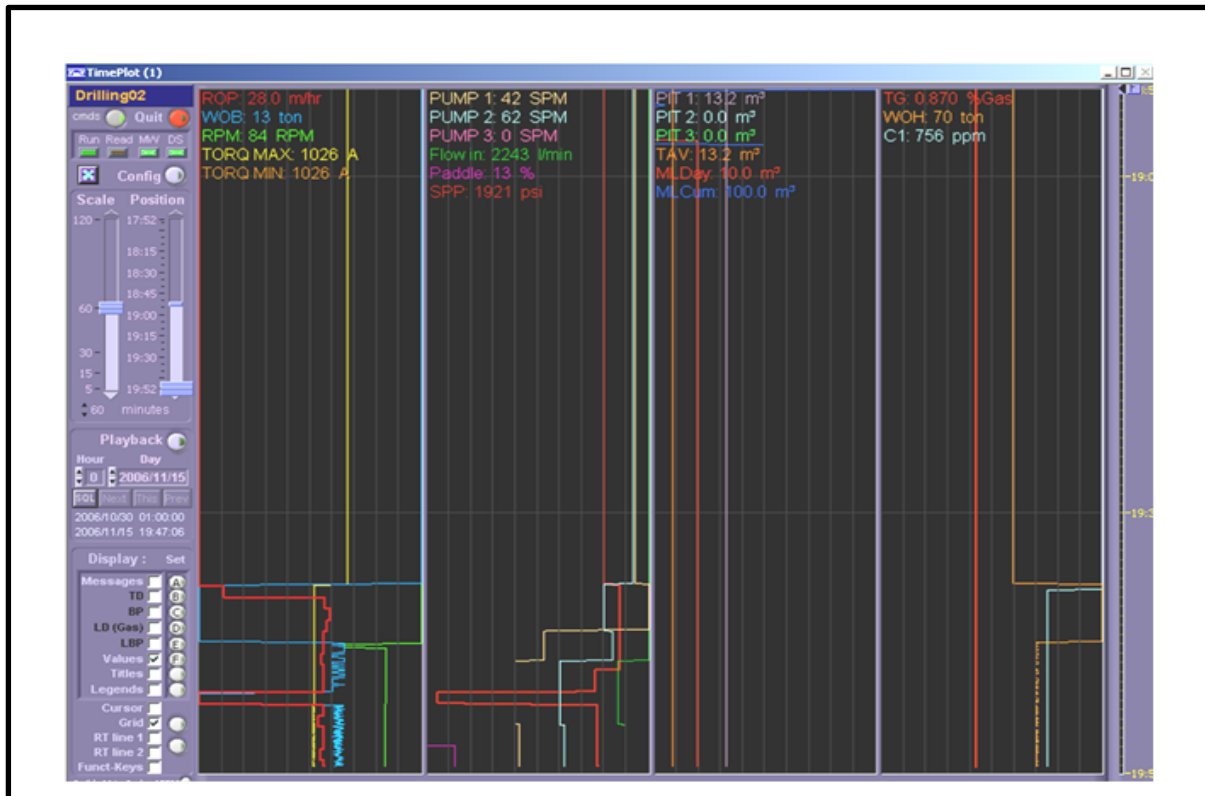 TimePlot (1)
Drilling02
cmds Quit
Run Read MW DS
Config
Scale Position
120 17:52
18:15
18:30
18:45
60 19:00
19:15
30 19:30
15
5 19:52
60 minutes
Playback
Hour Day
0 2006/11/15
SOL Next This Prev
2006/10/30 01:00:00
2006/11/15 19:47:06
Display : Set
Messages A
TD B
BP C
LD (Gas) D
LBP E
Values F
Titles
Legends
Cursor
Grid
RT line 1
RT line 2
Funct-Keys
ROP: 28.0 m/hr
WOB: 13 ton
RPM: 84 RPM
TORQ MAX: 1026 A
TORQ MIN: 1026 A
PUMP 1: 42 SPM
PUMP 2: 62 SPM
PUMP 3: 0 SPM
Flow in: 2243 l/min
Paddle: 13 %
SPP: 1921 psi
PIT 1: 13.2 m³
PIT 2: 0.0 m³
PIT 3: 0.0 m³
TAV: 13.2 m³
MLDay: 10.0 m³
MLCum: 100.0 m³
TG: 0.870 %Gas
WOH: 70 ton
C1: 756 ppm